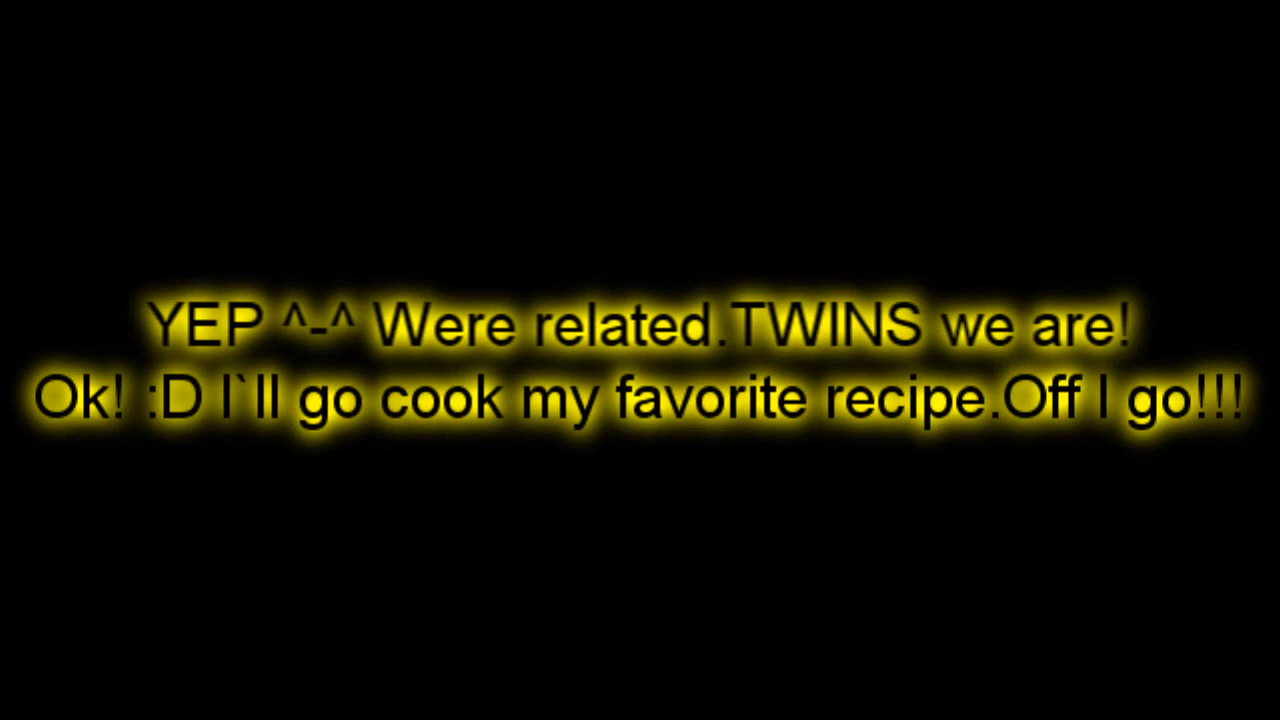 YEP ^-^ Were related.TWINS we are!
Ok! :D I`ll go cook my favorite recipe.Off I go!!!